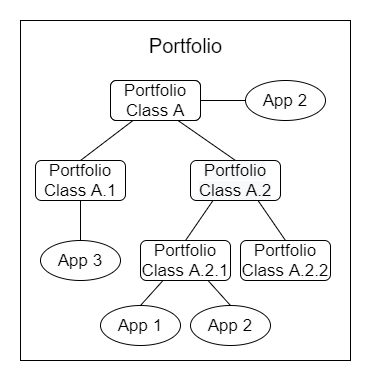 Portfolio
Portfolio
Class A
App 2
Portfolio
Class A.1
Portfolio
Class A.2
App 3
Portfolio
Class A.2.1
Portfolio
Class A.2.2
App 1
App 2